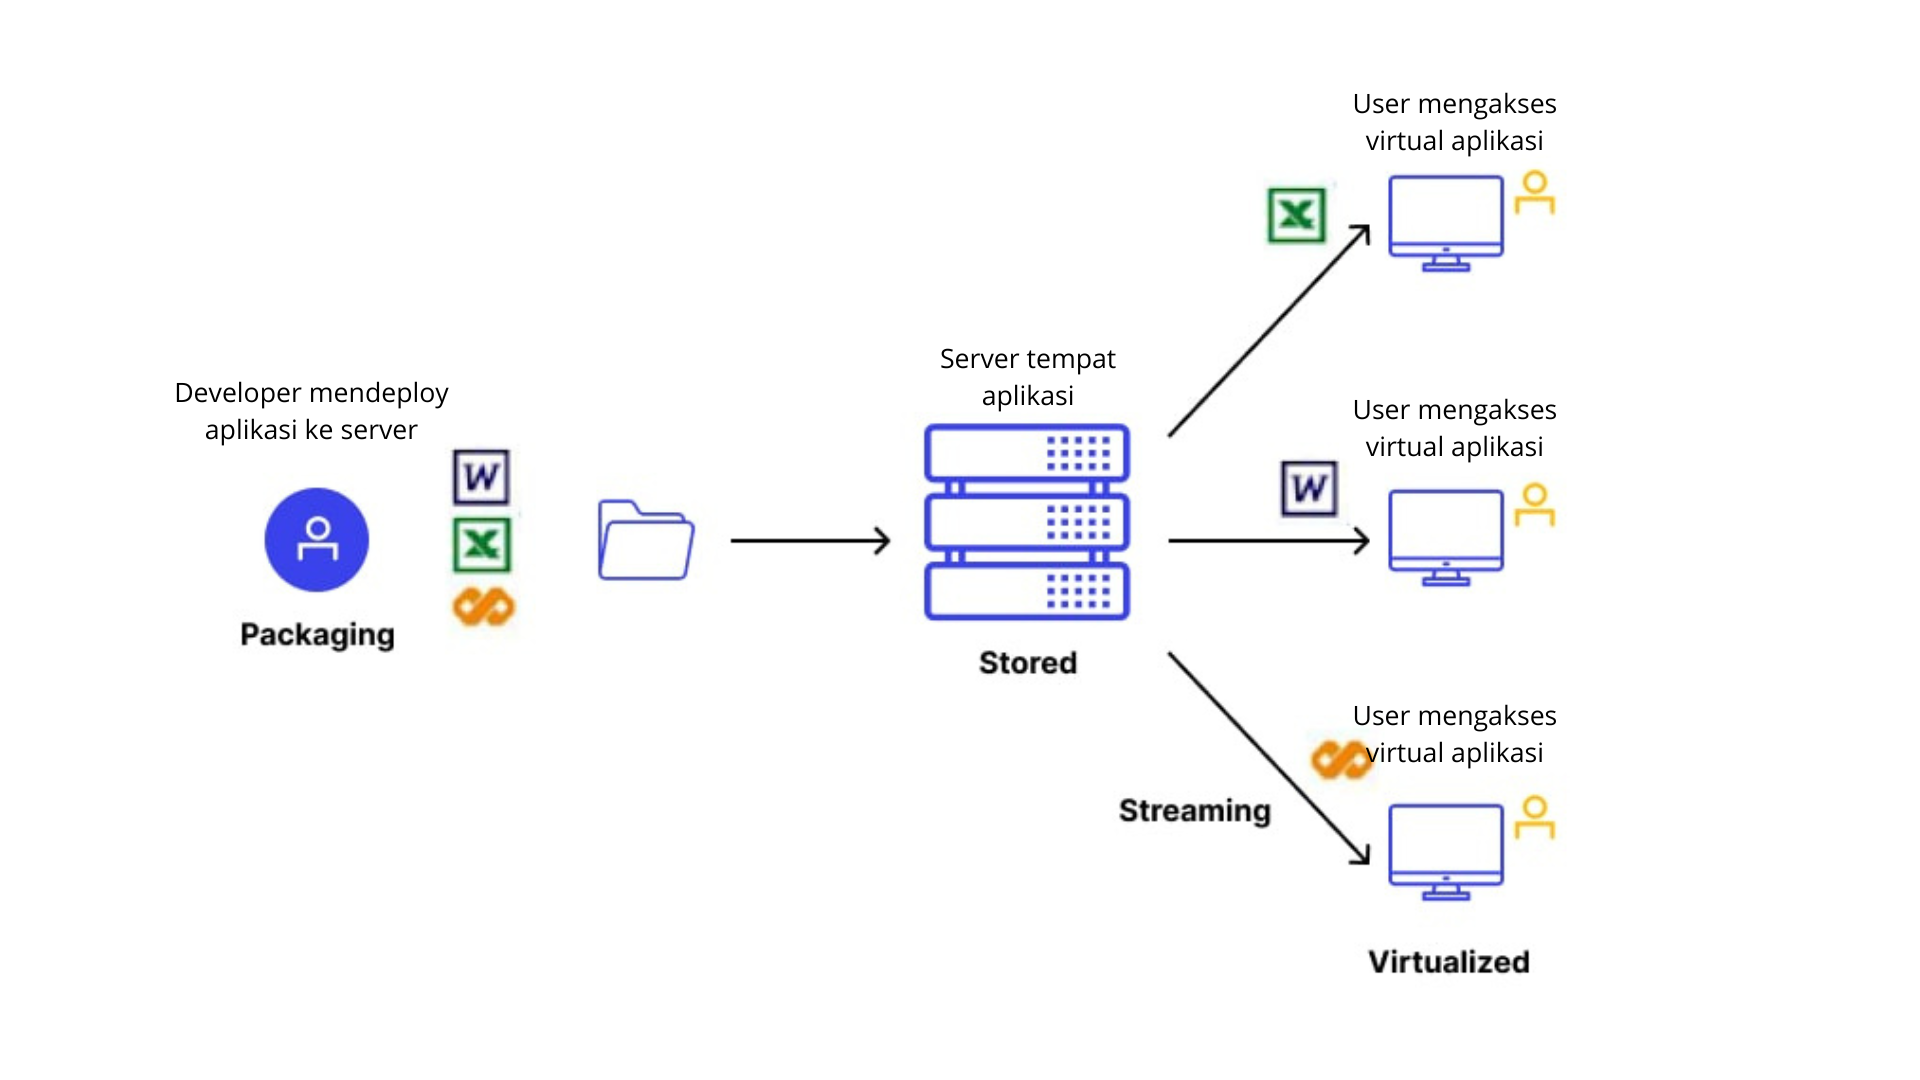 Developer mendeploy
aplikasi ke server
W
Packaging
Server tempat
aplikasi
Stored
User mengakses
virtual aplikasi
User mengakses
virtual aplikasi
W
User mengakses
virtual aplikasi
Streaming
Virtualized